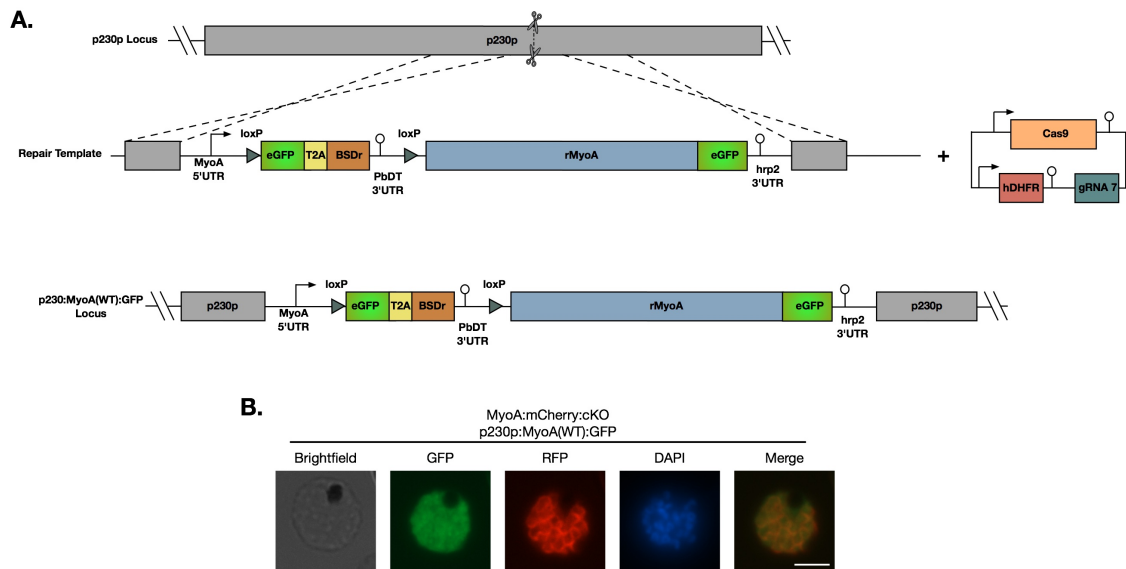 A.
p230p Locus
p230p
loxP
loxP
eGFP
T2A
BSDr
rMyoA
eGFP
Repair Template
MyoA
5'UTR
PbDT
3'UTR
hrp2
3'UTR
+
Cas9
hDHFR
gRNA 7
loxP
loxP
p230:MyoA(WT):GFP
Locus
p230p
eGFP
T2A
BSDr
rMyoA
eGFP
p230p
MyoA
5'UTR
PbDT
3'UTR
hrp2
3'UTR
B.
MyoA:mCherry:cKO
p230p:MyoA(WT):GFP
Brightfield
GFP
RFP
DAPI
Merge